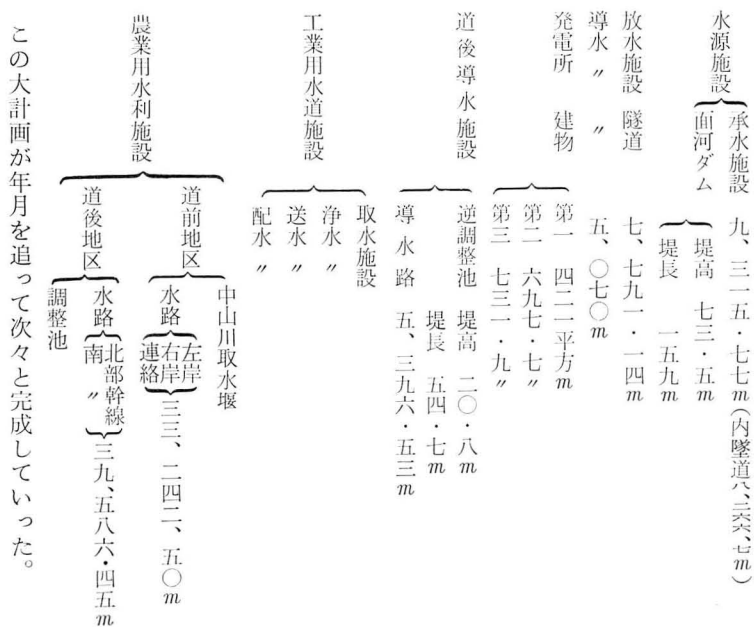 水源施設
承水施設 九、三一五・七七m(内墜道八、二六六、七m)
面河ダム 堤高 七三・五m
堤長 一五九m
放水施設 隧道 七、七九一・一四m
導水〃 〃 五、〇七〇m
発電所 建物
第一 四二一平方m
第二 六九七・七〃
第三 七三一・九〃
道後導水施設
逆調整池 堤高 二〇・八m
堤長 五四・七m
導水路 五、三九六・五三m
工業用水道施設
取水施設
浄水〃
送水〃
配水〃
農業用水利施設
道前地区
中山川取水堰
水路
左岸
右岸
連絡
三三、二四二、五〇m
道後地区
水路
北部幹線
南〃
三九、五八六・四五m
調整池
この大計画が年月を追って次々と完成していった。